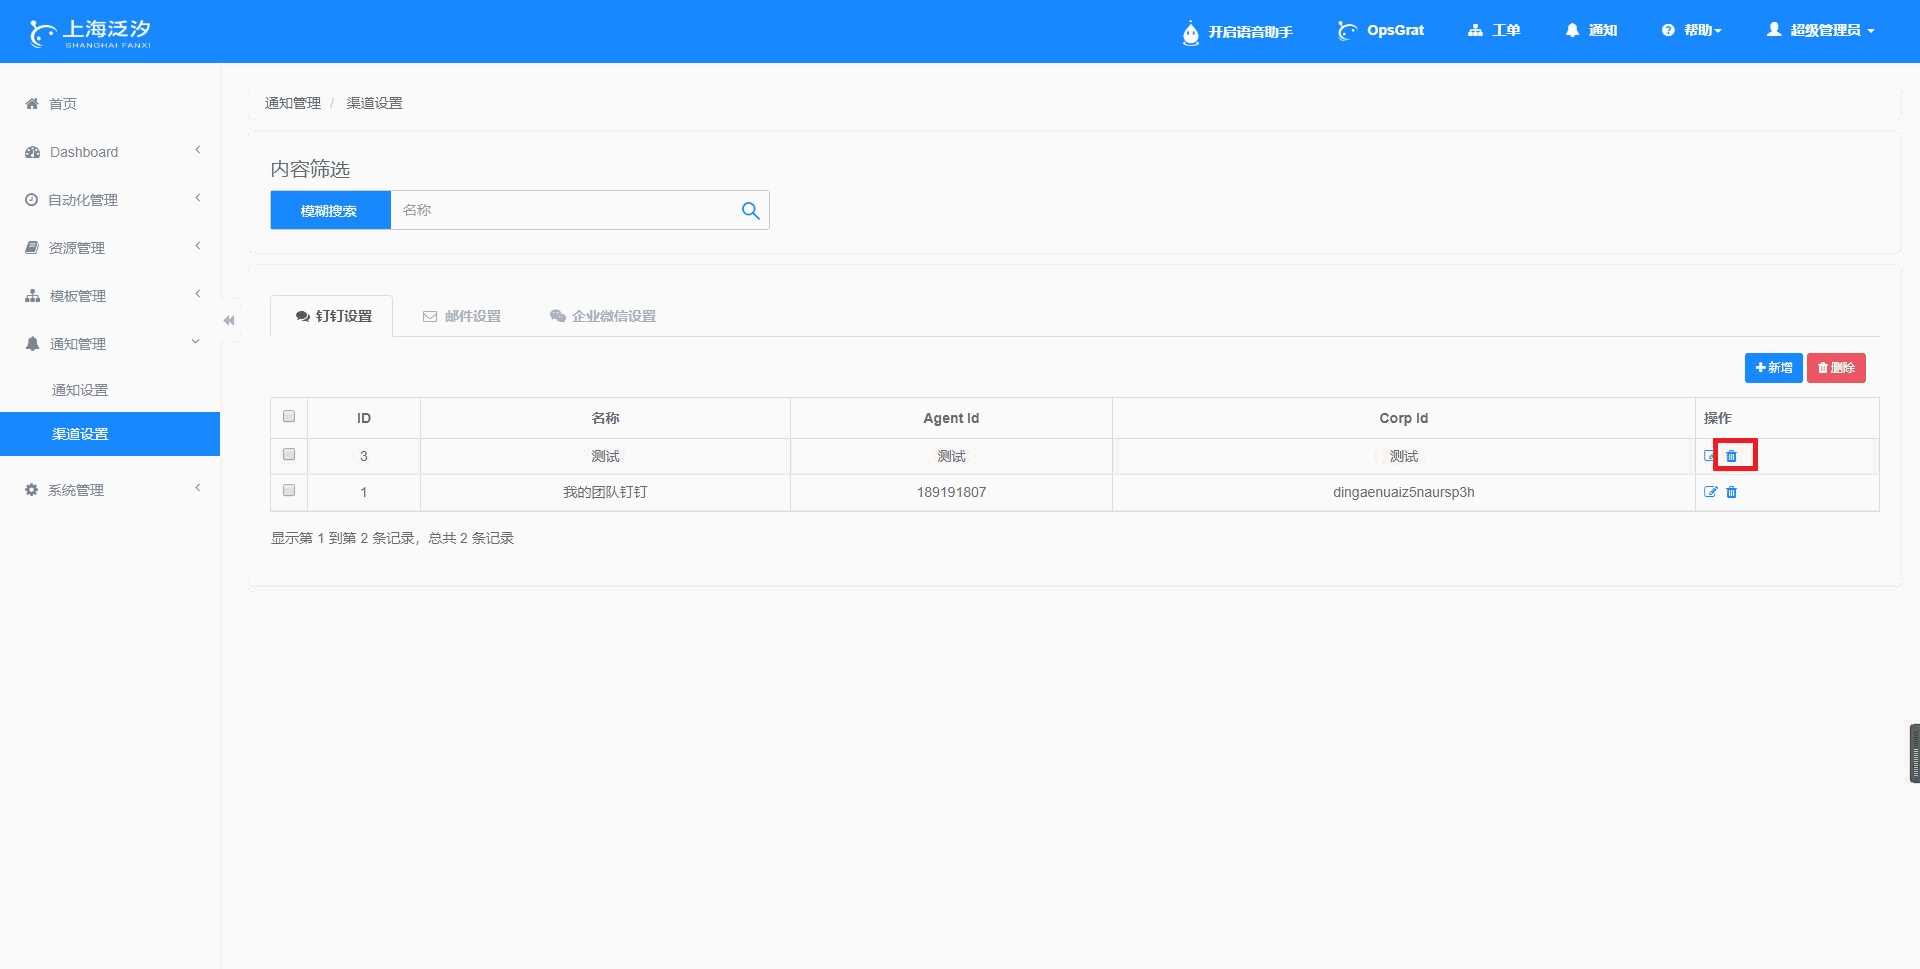 上海泛汐
SHANGHAI FANXI
开启语音助手
OpsGrat
工单
通知
帮助
超级管理员
首页
Dashboard
自动化管理
资源管理
模板管理
通知管理
通知设置
渠道设置
系统管理
通知管理 / 渠道设置
内容筛选
模糊搜索 名称
钉钉设置 邮件设置 企业微信设置
新增 删除
ID 名称 Agent Id Corp Id 操作
3 测试 测试 测试
1 我的团队钉钉 189191807 dingaenuaiz5naursp3h
显示第 1 到第 2 条记录，总共 2 条记录